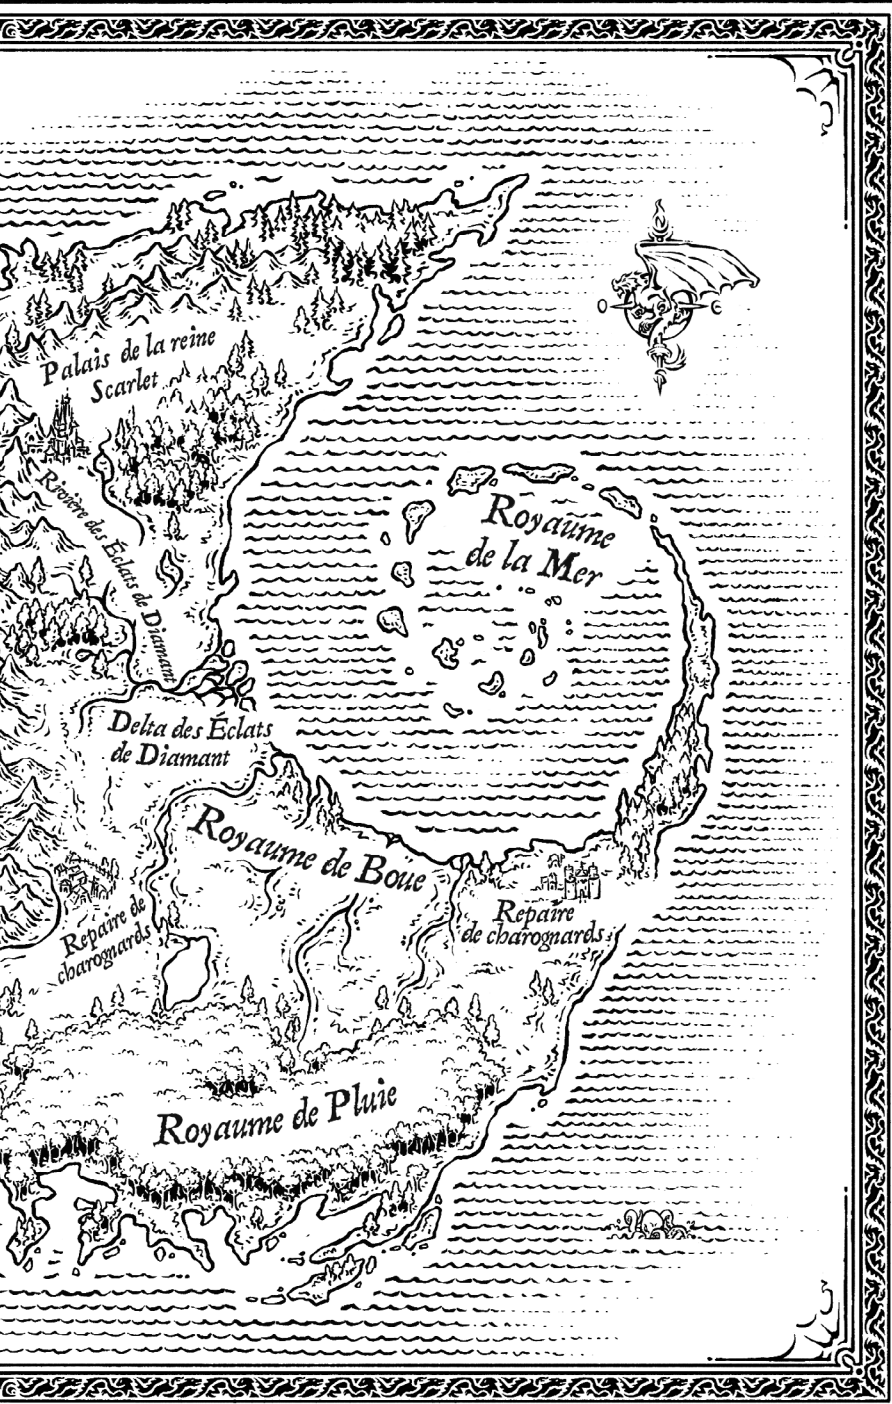 Palais de la reine
Scarlet
Rivière des Éclats de Diamant
Royaume
de la Mer
O E
Delta des Éclats
de Diamant
Royaume de Boue
Repaire de
charognards
Repaire
de charognards
Royaume de Pluie